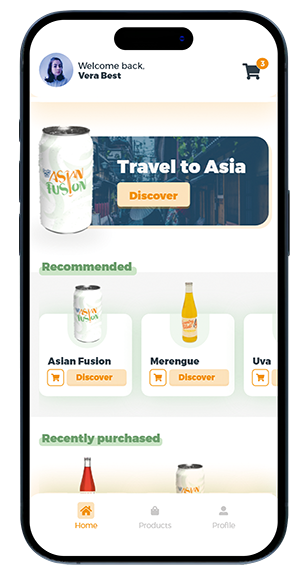 Welcome back,
Vera Best
3
ASIAN
FUSION
Travel to Asia
Discover
Recommended
ASIAN
FUSION
Asian Fusion
Merengue
Uva
Discover
Discover
Recently purchased
ASIAN
Home
Products
Profile